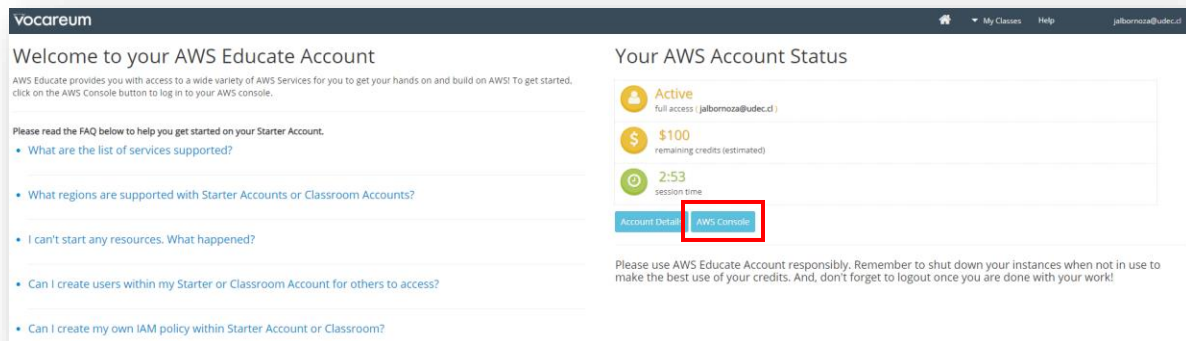 vocareum
My Classes Help jalbornoza@udec.cl
Welcome to your AWS Educate Account
AWS Educate provides you with access to a wide variety of AWS Services for you to get your hands on and build on AWS! To get started,
click on the AWS Console button to log in to your AWS console.
Please read the FAQ below to help you get started on your Starter Account.
What are the list of services supported?
What regions are supported with Starter Accounts or Classroom Accounts?
I can't start any resources. What happened?
Can I create users within my Starter or Classroom Account for others to access?
Can I create my own IAM policy within Starter Account or Classroom?
Your AWS Account Status
Active
full access ( jalbornoza@udec.cl )
$
$100
remaining credits (estimated)
2:53
session time
Account Details AWS Console
Please use AWS Educate Account responsibly. Remember to shut down your instances when not in use to
make the best use of your credits. And, don't forget to logout once you are done with your work!